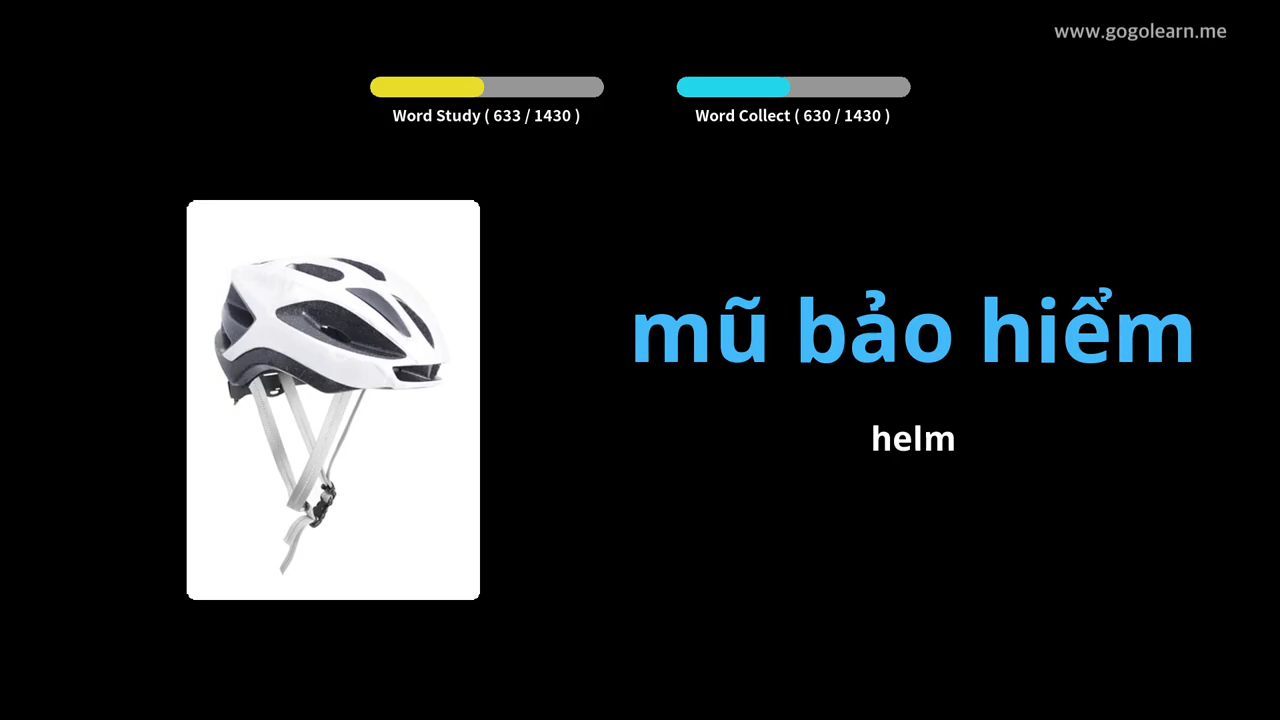 www.gogolearn.me
Word Study ( 633 / 1430 )
Word Collect ( 630 / 1430 )
mũ bảo hiểm
helm